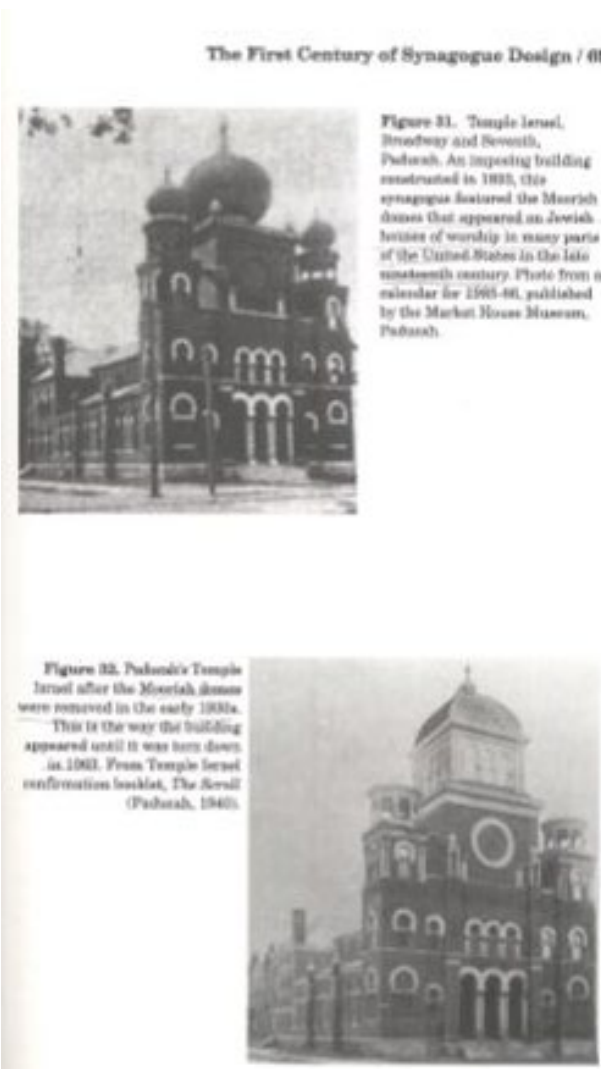 The First Century of Synagogue Design / 6
Figure 31. Temple Israel,
Broadway and Seventh,
Paducah. An imposing building
constructed in 1893, this
synagogue featured the Moorish
domes that appeared on Jewish
houses of worship in many parts
of the United States in the late
nineteenth century. Photo from a
calendar for 1985-86, published
by the Market House Museum,
Paducah.
Figure 32. Paducah's Temple
Israel after the Moorish domes
were removed in the early
This is the way the building
appeared until it was torn down
in 1963. From Temple Israel
confirmation booklet, The Scroll
(Paducah, 1940).